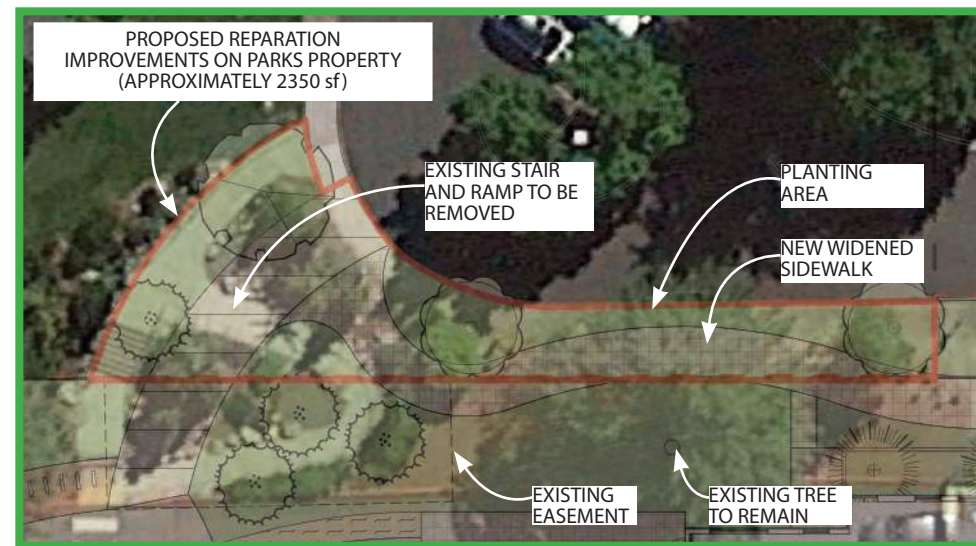 PROPOSED REPARATION
IMPROVEMENTS ON PARKS PROPERTY
(APPROXIMATELY 2350 sf)
EXISTING STAIR
AND RAMP TO BE
REMOVED
PLANTING
AREA
NEW WIDENED
SIDEWALK
EXISTING
EASEMENT
EXISTING TREE
TO REMAIN